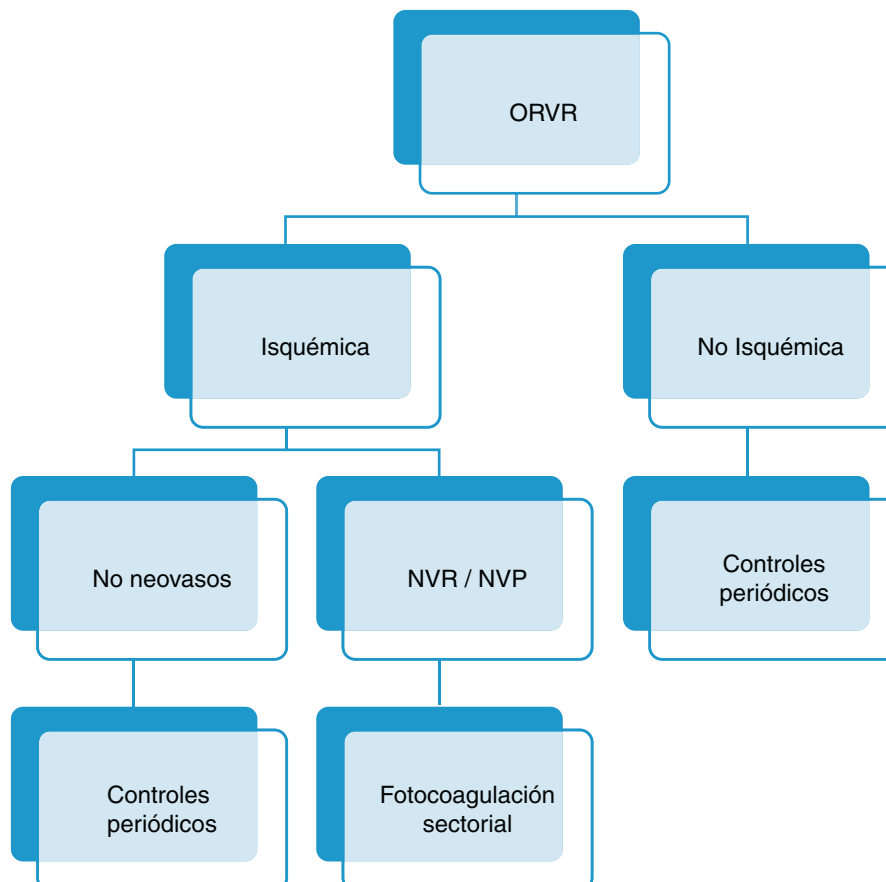 ORVR
Isquémica
No Isquémica
No neovasos
NVR / NVP
Controles
periódicos
Controles
periódicos
Fotocoagulación
sectorial